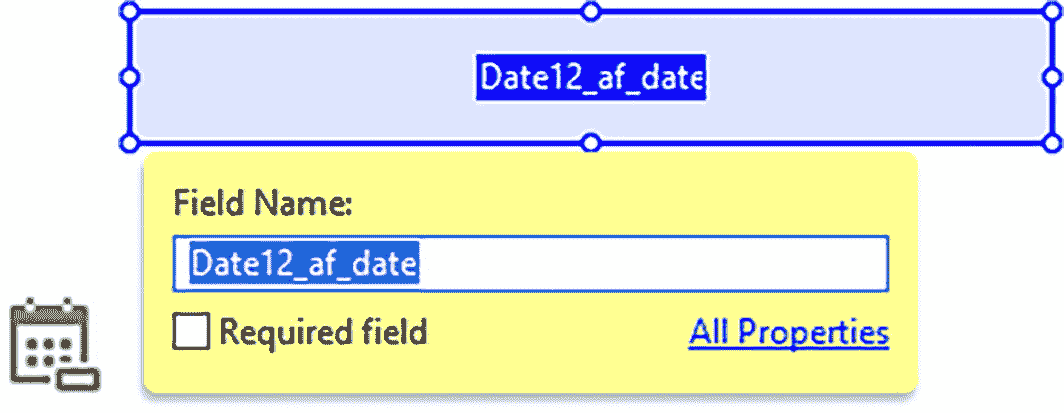 Date12_af_date
Field Name:
Date12_af_date
Required field
All Properties